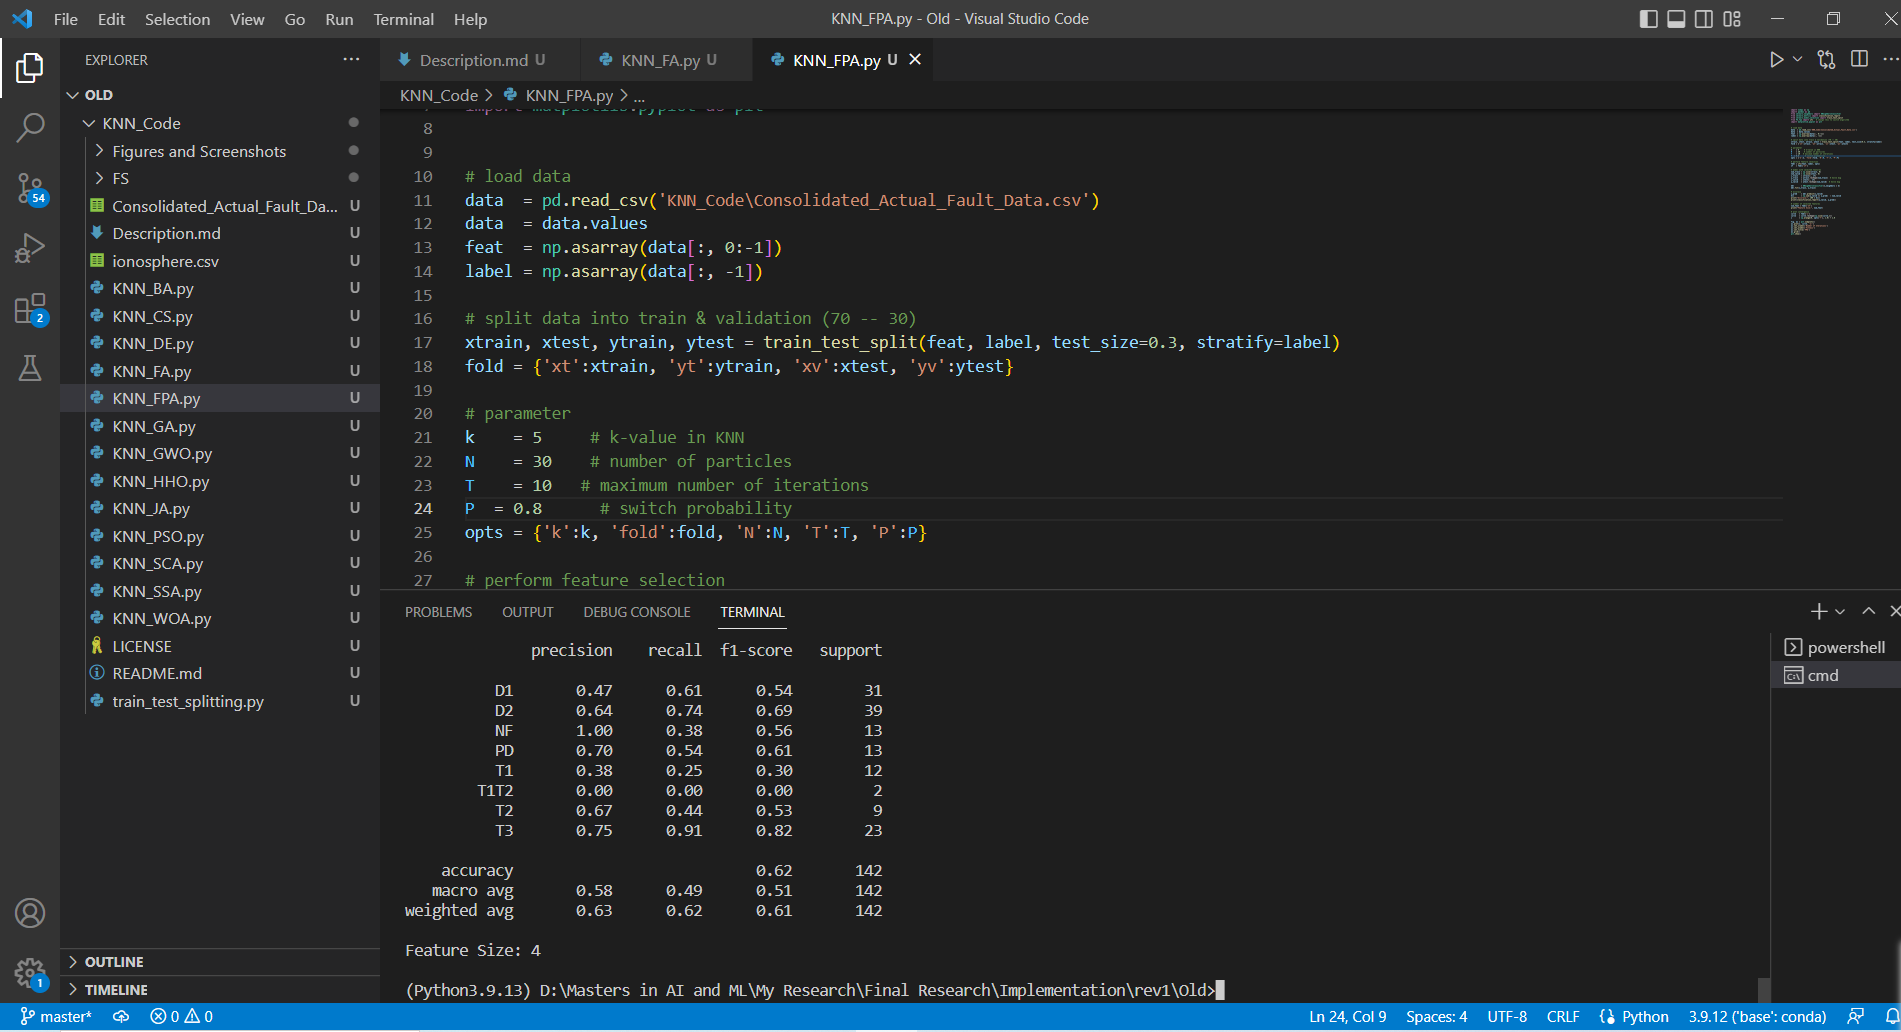 File Edit Selection View Go Run Terminal Help
KNN_FPA.py - Old - Visual Studio Code
EXPLORER
OLD
KNN_Code
Figures and Screenshots
FS
Consolidated_Actual_Fault_Da... U
Description.md U
ionosphere.csv U
KNN_BA.py U
KNN_CS.py U
KNN_DE.py U
KNN_FA.py U
KNN_FPA.py U
KNN_GA.py U
KNN_GWO.py U
KNN_HHO.py U
KNN_JA.py U
KNN_PSO.py U
KNN_SCA.py U
KNN_SSA.py U
KNN_WOA.py U
LICENSE U
README.md U
train_test_splitting.py U
OUTLINE
TIMELINE
54
2
1
Description.md U
KNN_FA.py U
KNN_FPA.py U
KNN_Code > KNN_FPA.py > ...
import matplotlib.pyplot as plt
8
9
10 # load data
11 data  = pd.read_csv('KNN_Code\Consolidated_Actual_Fault_Data.csv')
12 data  = data.values
13 feat  = np.asarray(data[:, 0:-1])
14 label = np.asarray(data[:, -1])
15
16 # split data into train & validation (70 -- 30)
17 xtrain, xtest, ytrain, ytest = train_test_split(feat, label, test_size=0.3, stratify=label)
18 fold = {'xt':xtrain, 'yt':ytrain, 'xv':xtest, 'yv':ytest}
19
20 # parameter
21 k    = 5     # k-value in KNN
22 N    = 30    # number of particles
23 T    = 10   # maximum number of iterations
24 P  = 0.8      # switch probability
25 opts = {'k':k, 'fold':fold, 'N':N, 'T':T, 'P':P}
26
27 # perform feature selection
PROBLEMS OUTPUT DEBUG CONSOLE TERMINAL
powershell
cmd
precision recall f1-score support
D1 0.47 0.61 0.54 31
D2 0.64 0.74 0.69 39
NF 1.00 0.38 0.56 13
PD 0.70 0.54 0.61 13
T1 0.38 0.25 0.30 12
T1T2 0.00 0.00 0.00 2
T2 0.67 0.44 0.53 9
T3 0.75 0.91 0.82 23
accuracy 0.62 142
macro avg 0.58 0.49 0.51 142
weighted avg 0.63 0.62 0.61 142
Feature Size: 4
(Python3.9.13) D:\Masters in AI and ML\My Research\Final Research\Implementation\rev1\Old>
master* 0 0 Ln 24, Col 9 Spaces: 4 UTF-8 CRLF Python 3.9.12 ('base': conda)